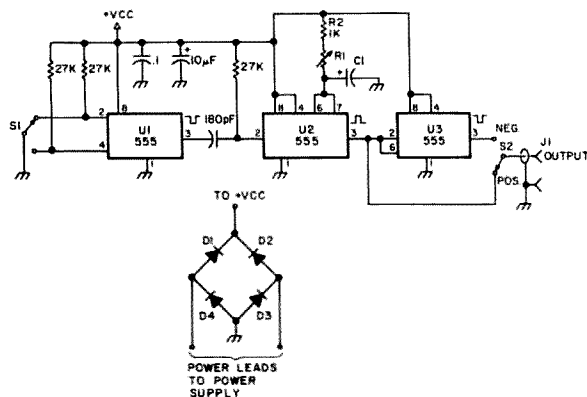 +VCC
R2
1K
R1
C1
+
.1
+
10µF
27K
27K
27K
S1
2
4
8
U1
555
3
1
180pF
2
8
4
6
7
U2
555
3
1
8
4
2
6
U3
555
3
1
NEG.
S2
POS.
J1
OUTPUT
TO +VCC
D1
D2
D4
D3
POWER LEADS
TO POWER
SUPPLY